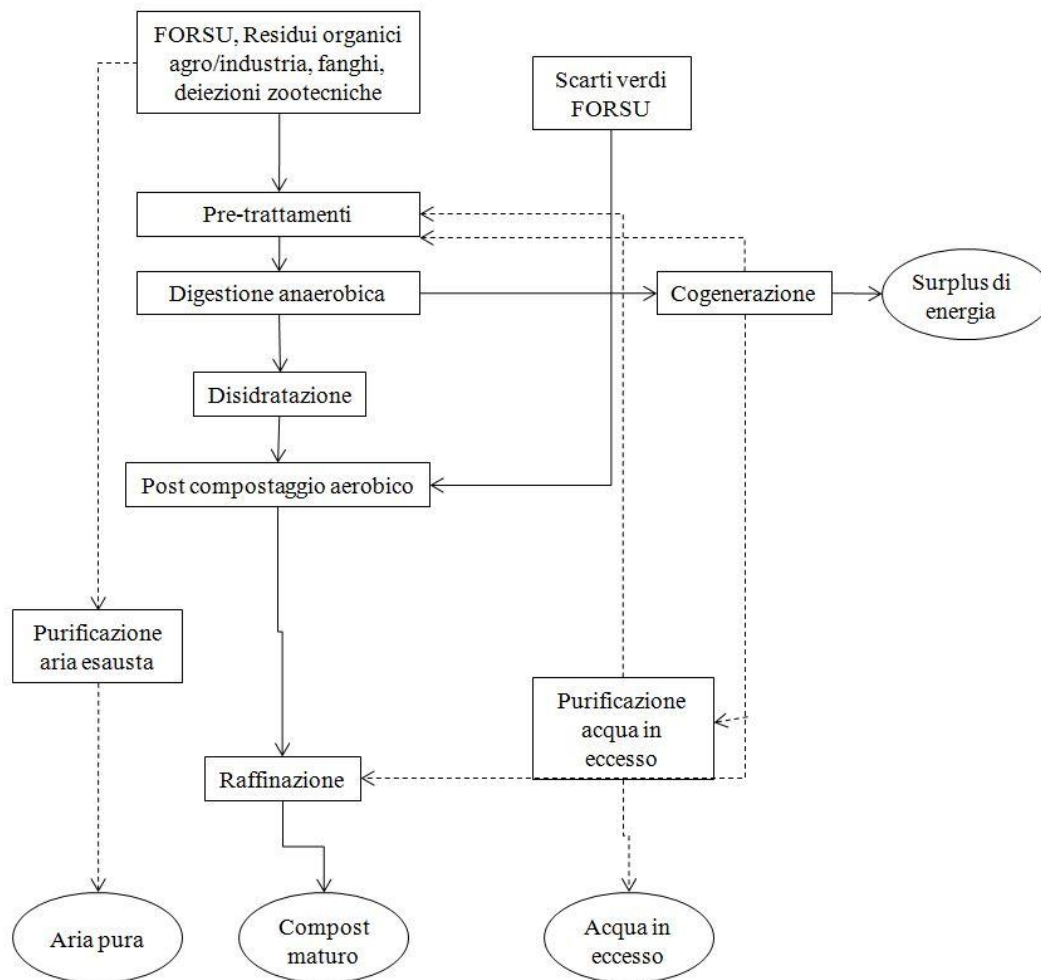 FORSU, Residui organici
agro/industria, fanghi,
deiezioni zootecniche
Scarti verdi
FORSU
Pre-trattamenti
Digestione anaerobica
Cogenerazione
Surplus di
energia
Disidratazione
Post compostaggio aerobico
Purificazione
aria esausta
Purificazione
acqua in
eccesso
Raffinazione
Aria pura
Compost
maturo
Acqua in
eccesso